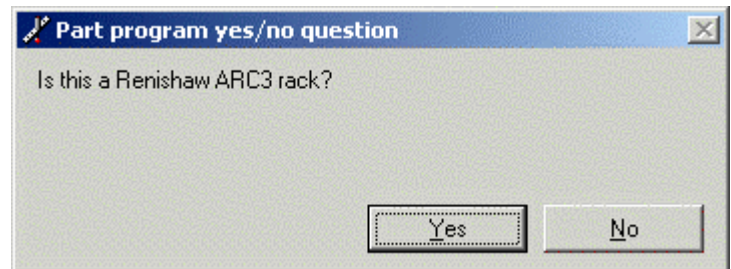 Part program yes/no question
Is this a Renishaw ARC3 rack?
Yes No